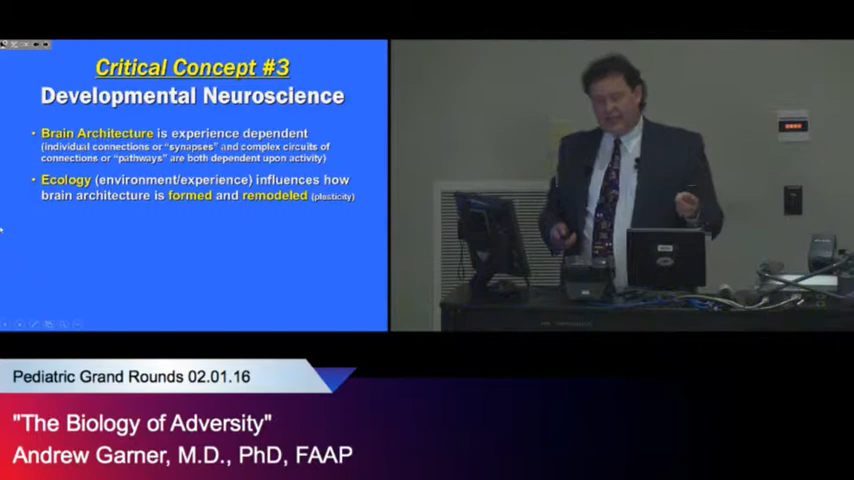 Critical Concept #3
Developmental Neuroscience
• Brain Architecture is experience dependent
(individual connections or "synapses" and complex circuits of
connections or "pathways" are both dependent upon activity)
• Ecology (environment/experience) influences how
brain architecture is formed and remodeled (plasticity)
Pediatric Grand Rounds 02.01.16
"The Biology of Adversity"
Andrew Garner, M.D., PhD, FAAP